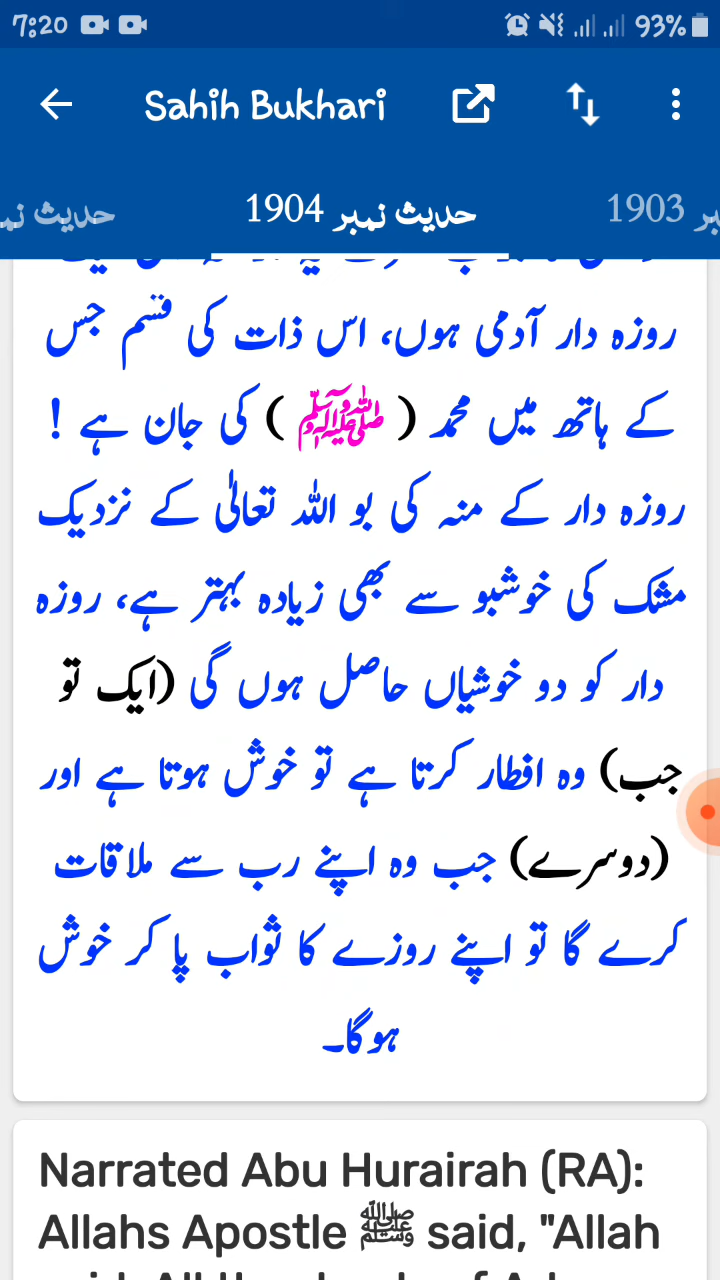 7:20 93%
Sahih Bukhari
حدیث نمبر 1904
1903
حدیث
روزہ دار آدمی ہوں، اس ذات کی قسم جس
کے ہاتھ میں محمد ( ﷺ ) کی جان ہے !
روزہ دار کے منہ کی بو اللہ تعالیٰ کے نزدیک
مشک کی خوشبو سے بھی زیادہ بہتر ہے، روزہ
دار کو دو خوشیاں حاصل ہوں گی (ایک تو
جب) وہ افطار کرتا ہے تو خوش ہوتا ہے اور
(دوسرے) جب وہ اپنے رب سے ملاقات
کرے گا تو اپنے روزے کا ثواب پا کر خوش
ہوگا۔
Narrated Abu Hurairah (RA):
Allahs Apostle ﷺ said, "Allah